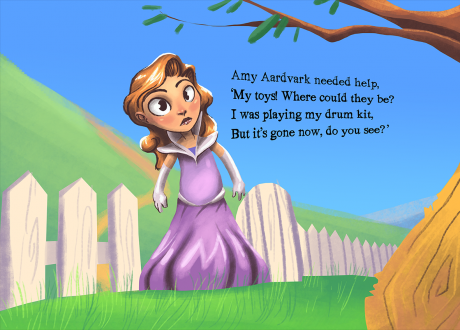 Amy Aardvark needed help,
‘My toys! Where could they be?
I was playing my drum kit,
But it’s gone now, do you see?’